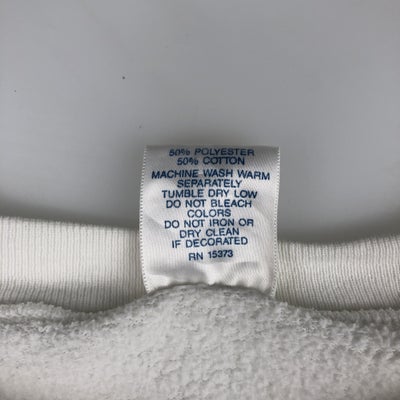 50% POLYESTER
50% COTTON
MACHINE WASH WARM
SEPARATELY
TUMBLE DRY LOW
DO NOT BLEACH
COLORS
DO NOT IRON OR
DRY CLEAN
IF DECORATED
RN 15373